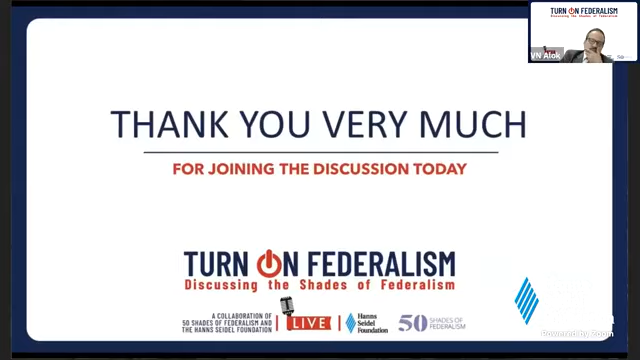 THANK YOU VERY MUCH
FOR JOINING THE DISCUSSION TODAY
TURN ON FEDERALISM
Discussing the Shades of Federalism
A COLLABORATION OF
50 SHADES OF FEDERALISM AND
THE HANNS SEIDEL FOUNDATION
LIVE
Hanns
Seidel
Foundation
50 SHADES OF
FEDERALISM
TURN ON FEDERALISM
Discussing the Shades of Federalism
VN Alok
50
Powered by Zoom